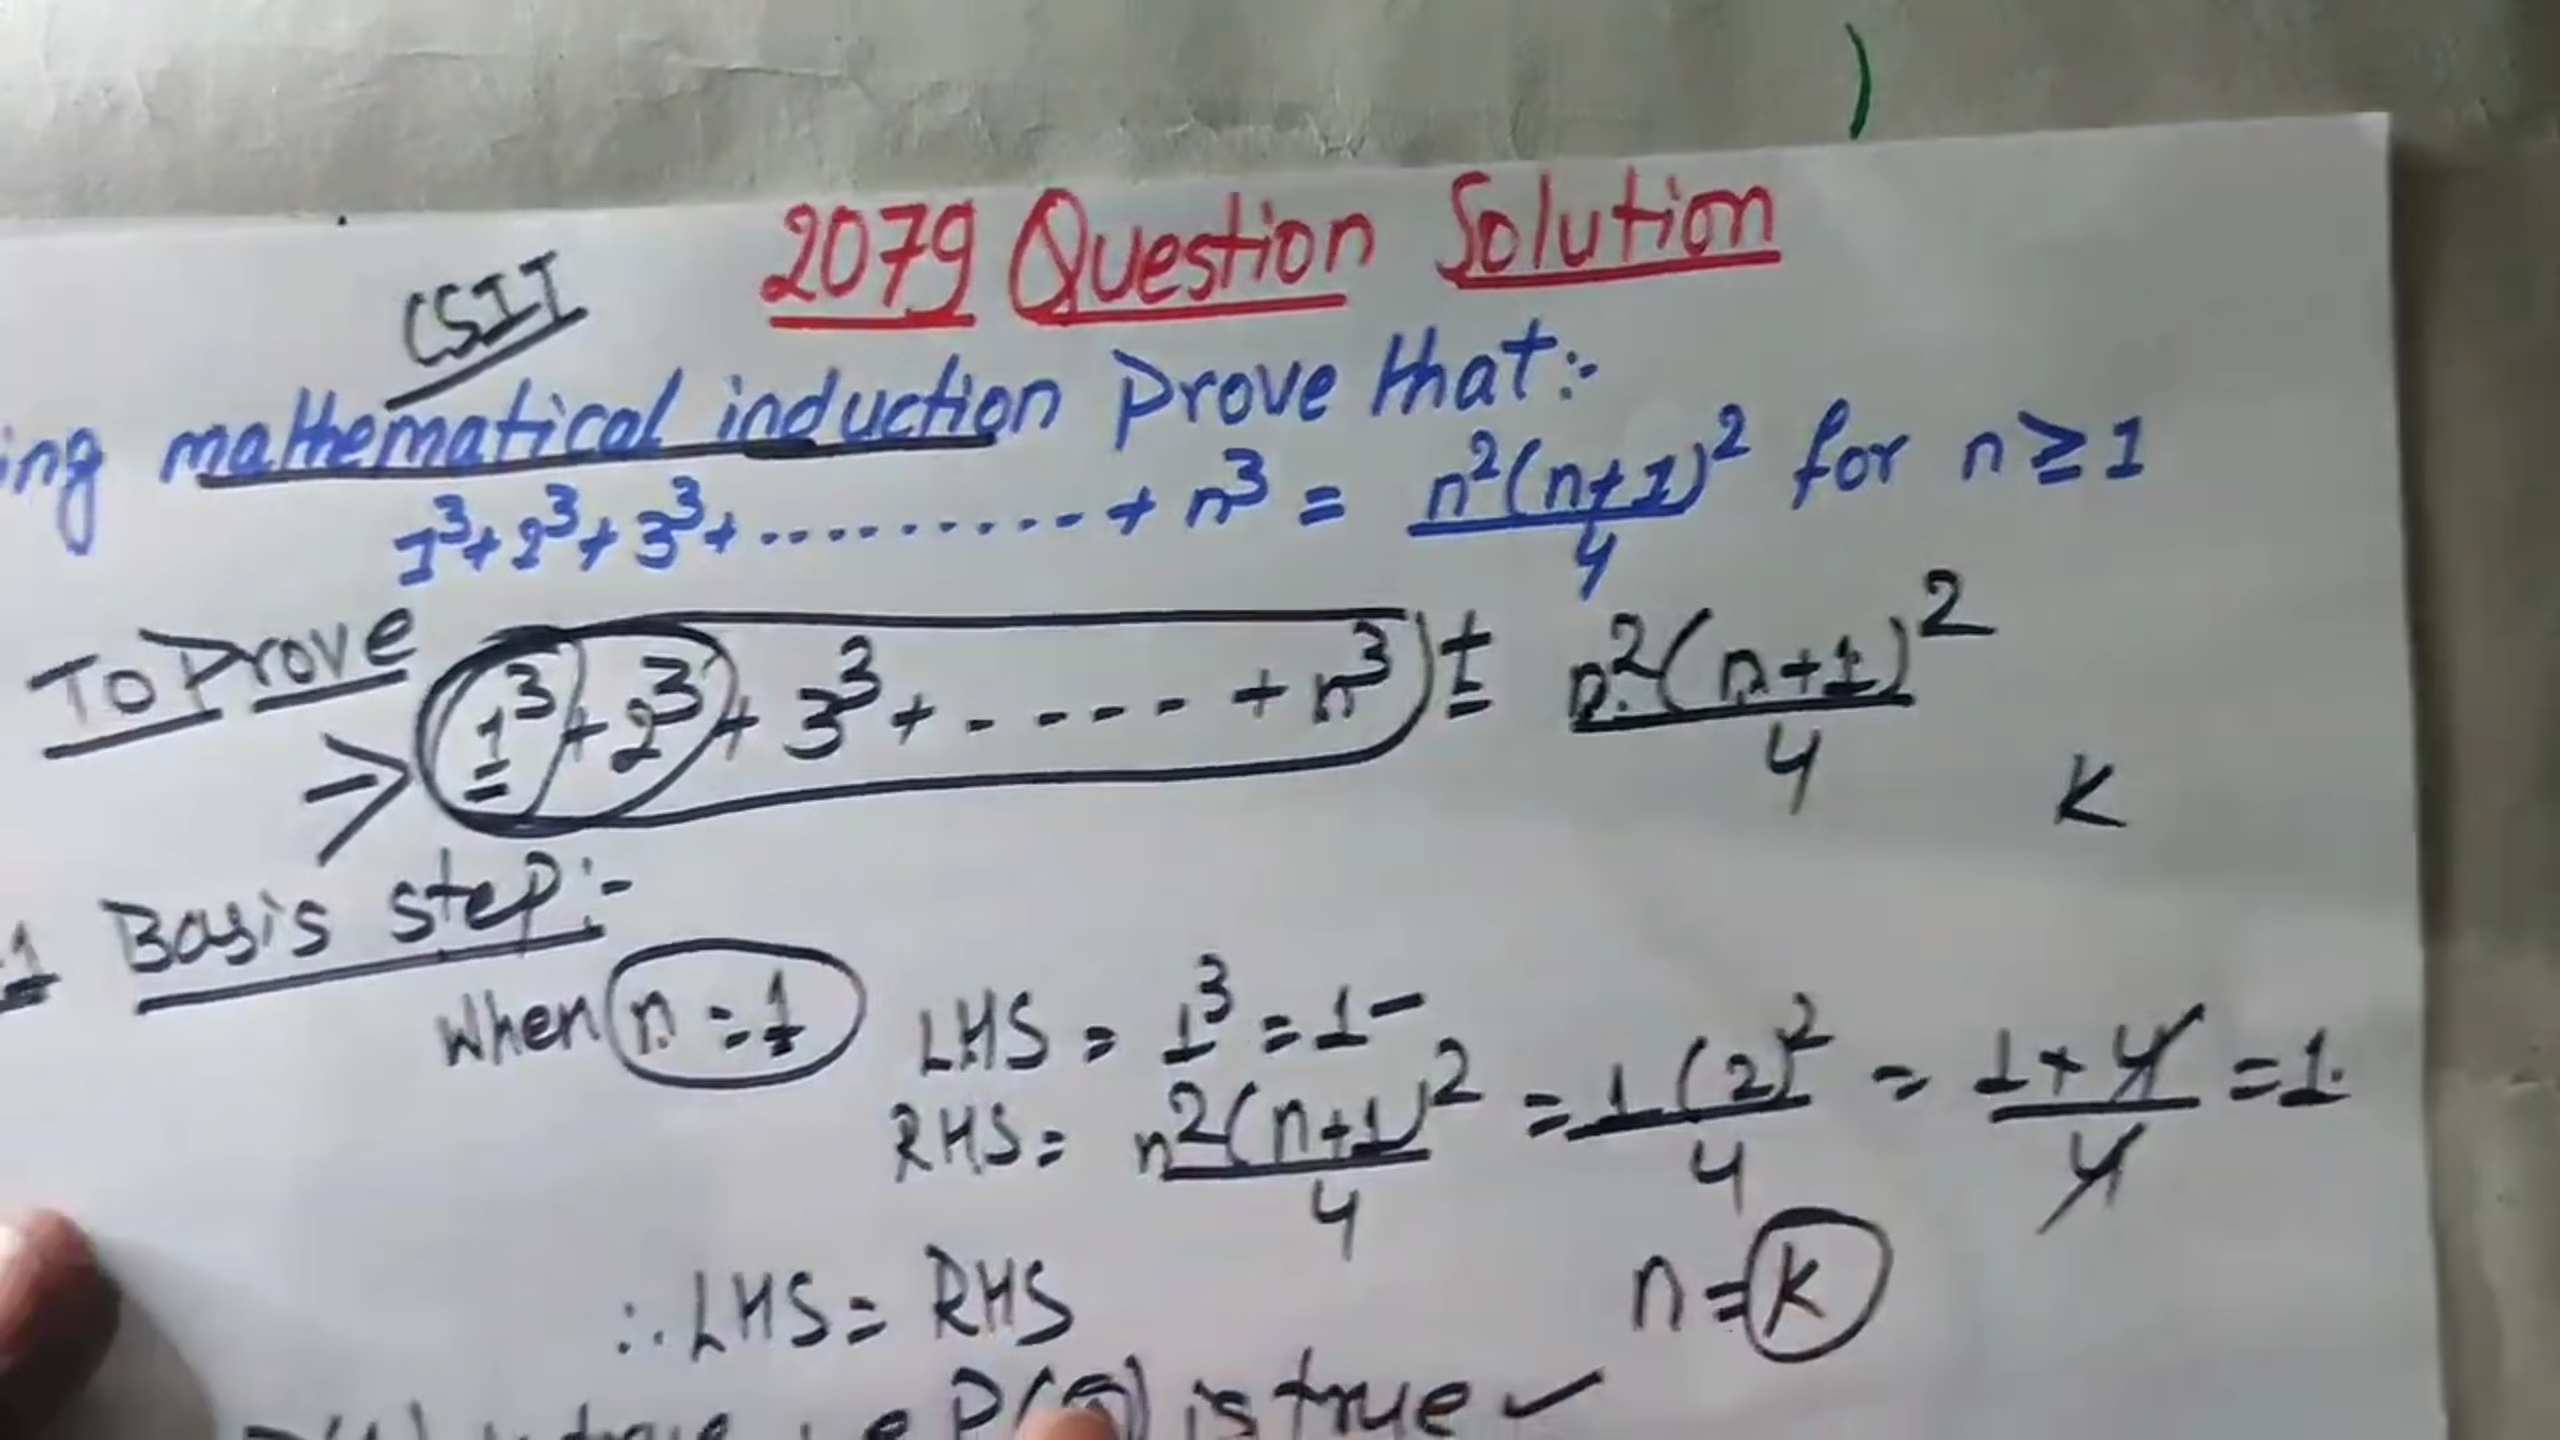 2079 Question Solution
CSIT
ing mathematical induction prove that:-
1³+2³+3³+..........+n³ = n²(n+1)²/4 for n≥1
To Prove
=> 1³+2³+3³+.....+n³ = n²(n+1)²/4
K
1 Basis step:-
When n=1 LHS = 1³ = 1
RHS = n²(n+1)²/4 = 1(2)²/4 = 1×4/4 = 1.
∴ LHS = RHS n=k
is true ✓